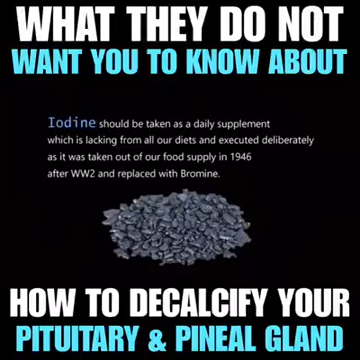 WHAT THEY DO NOT
WANT YOU TO KNOW ABOUT
Iodine should be taken as a daily supplement
which is lacking from all our diets and executed deliberately
as it was taken out of our food supply in 1946
after WW2 and replaced with Bromine.
HOW TO DECALCIFY YOUR
PITUITARY & PINEAL GLAND